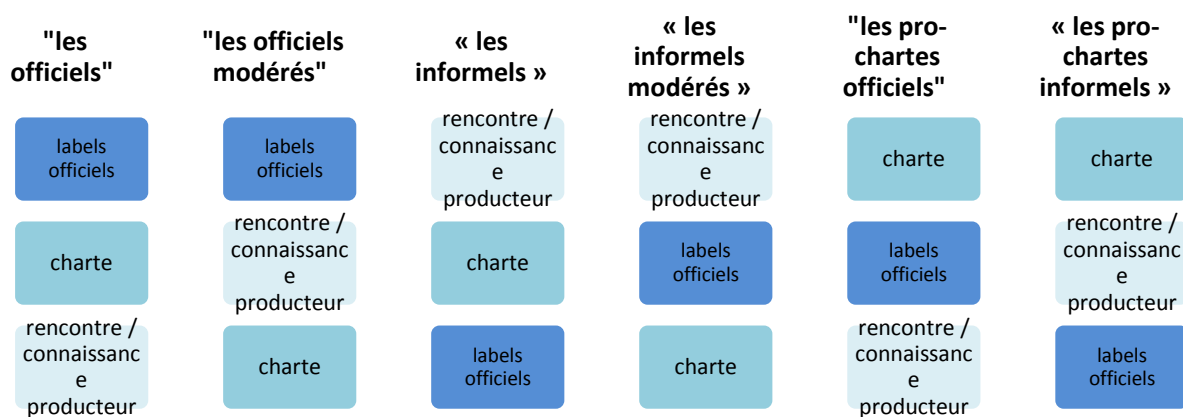 "les
officiels"
labels
officiels
charte
rencontre /
connaissanc
e
producteur
"les officiels
modérés"
labels
officiels
rencontre /
connaissanc
e
producteur
charte
« les
informels »
rencontre /
connaissanc
e
producteur
charte
labels
officiels
« les
informels
modérés »
rencontre /
connaissanc
e
producteur
labels
officiels
charte
"les pro-
chartes
officiels"
charte
labels
officiels
rencontre /
connaissanc
e
producteur
« les pro-
chartes
informels »
charte
rencontre /
connaissanc
e
producteur
labels
officiels